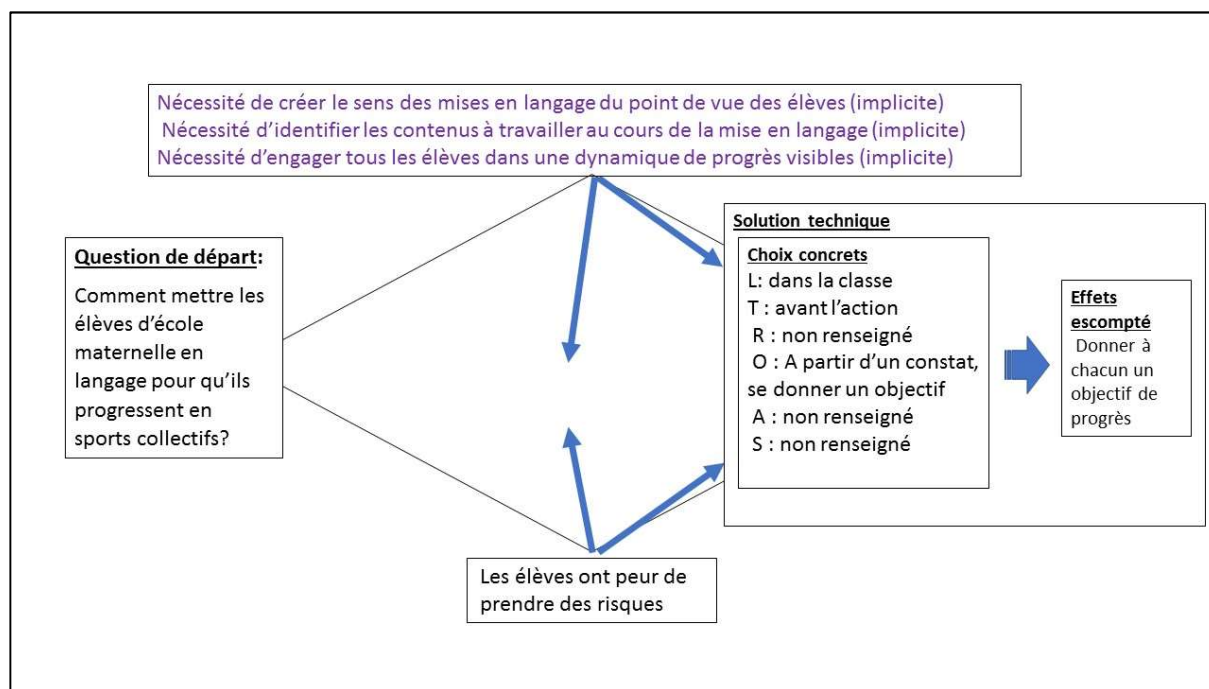 Nécessité de créer le sens des mises en langage du point de vue des élèves (implicite)
Nécessité d'identifier les contenus à travailler au cours de la mise en langage (implicite)
Nécessité d'engager tous les élèves dans une dynamique de progrès visibles (implicite)
Question de départ:
Comment mettre les
élèves d'école
maternelle en
langage pour qu'ils
progressent en
sports collectifs?
Solution technique
Choix concrets
L: dans la classe
T : avant l'action
R : non renseigné
O : A partir d'un constat,
se donner un objectif
A : non renseigné
S : non renseigné
Effets
escompté
Donner à
chacun un
objectif de
progrès
Les élèves ont peur de
prendre des risques